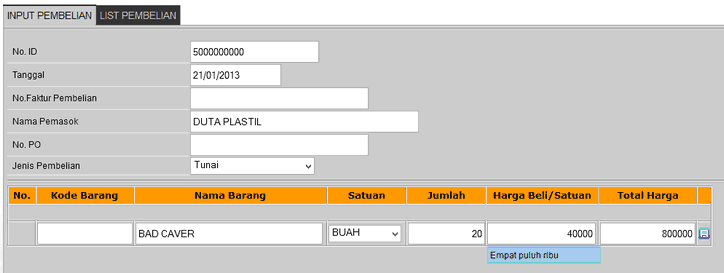 INPUT PEMBELIAN LIST PEMBELIAN
No. ID 5000000000
Tanggal 21/01/2013
No.Faktur Pembelian
Nama Pemasok DUTA PLASTIL
No. PO
Jenis Pembelian Tunai
No. Kode Barang Nama Barang Satuan Jumlah Harga Beli/Satuan Total Harga
BAD CAVER BUAH 20 40000 800000
Empat puluh ribu